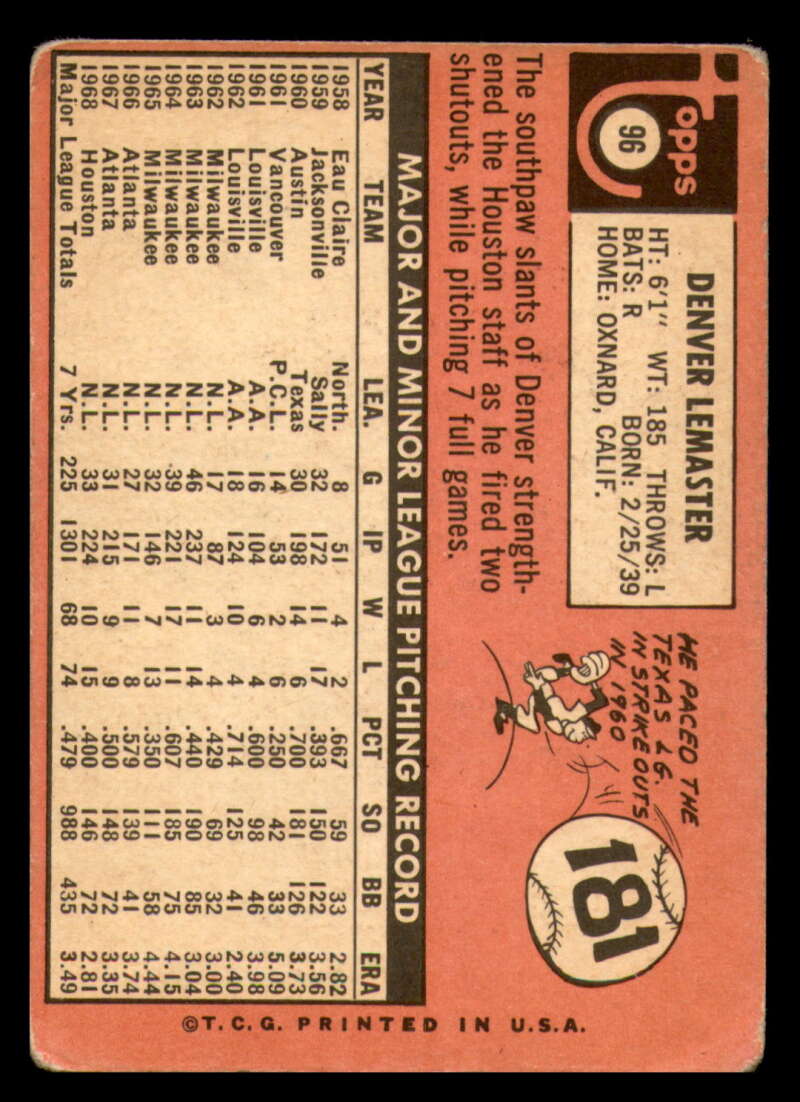 Topps
96
DENVER LEMASTER
HT: 6'1" WT: 185 THROWS: L
BATS: R BORN: 2/25/39
HOME: OXNARD, CALIF.
HE PACED THE
TEXAS LG.
IN STRIKEOUTS
IN 1960
181
The southpaw slants of Denver strength-
ened the Houston staff as he fired two
shutouts, while pitching 7 full games.
MAJOR AND MINOR LEAGUE PITCHING RECORD
YEAR TEAM LEA. G IP W L PCT SO BB ERA
1958 Eau Claire North. 8 51 4 2 .667 59 33 2.82
1959 Jacksonville Sally 32 172 11 17 .393 150 122 3.56
1960 Austin Texas 30 198 14 6 .700 181 126 3.73
1961 Vancouver P.C.L. 14 53 2 6 .250 42 33 5.09
1961 Louisville A.A. 16 104 6 4 .600 98 46 3.98
1962 Louisville A.A. 18 124 10 4 .714 125 41 2.40
1962 Milwaukee N.L. 17 87 3 4 .429 69 32 3.00
1963 Milwaukee N.L. 46 237 11 14 .440 190 85 3.04
1964 Milwaukee N.L. 39 221 17 11 .607 185 75 4.15
1965 Milwaukee N.L. 32 146 7 13 .350 111 58 4.44
1966 Atlanta N.L. 27 171 11 8 .579 139 41 3.74
1967 Atlanta N.L. 31 215 9 9 .500 148 72 3.35
1968 Houston N.L. 33 224 10 15 .400 146 72 2.81
Major League Totals 7 Yrs. 225 1301 68 74 .479 988 435 3.49
©T.C.G. PRINTED IN U.S.A.